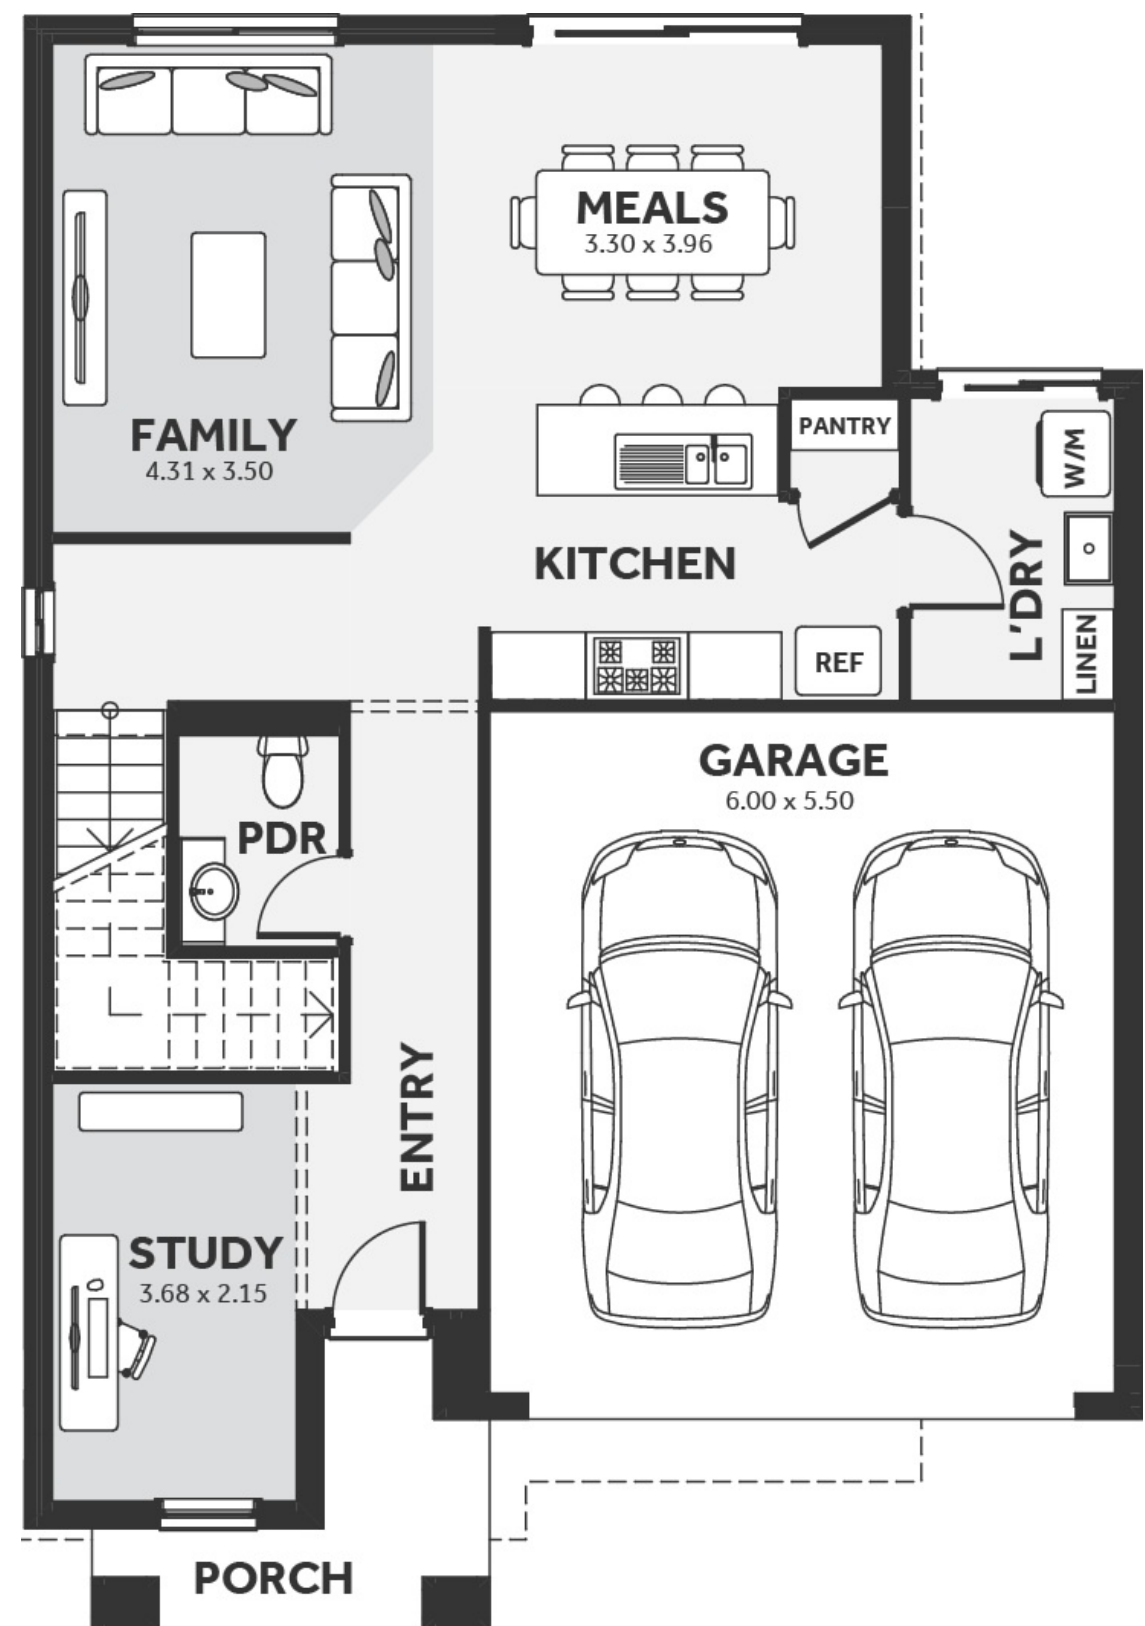 MEALS
3.30 x 3.96
FAMILY
4.31 x 3.50
PANTRY
W/M
KITCHEN
L'DRY
LINEN
REF
GARAGE
6.00 x 5.50
PDR
ENTRY
STUDY
3.68 x 2.15
PORCH